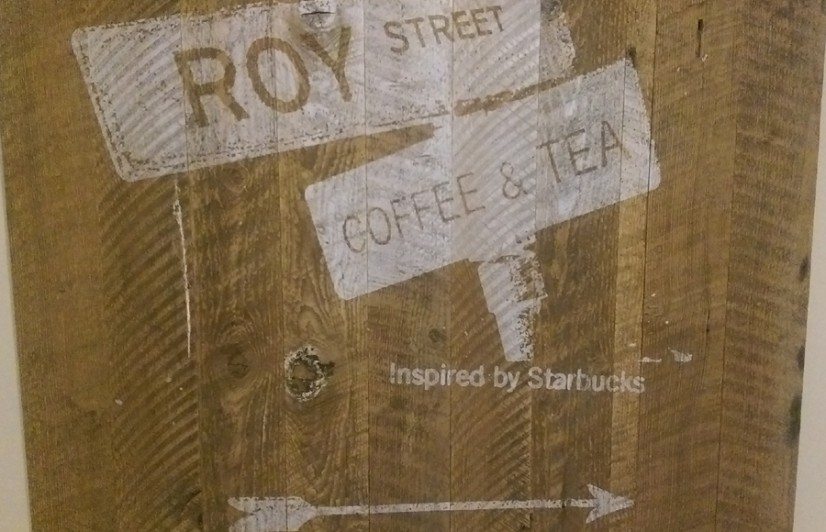 ROY STREET
COFFEE & TEA
Inspired by Starbucks